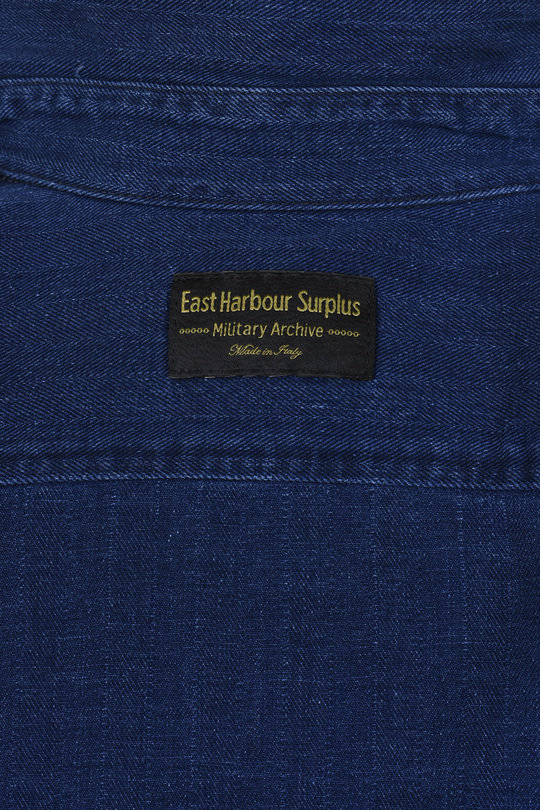 East Harbour Surplus
Military Archive
Made in Italy